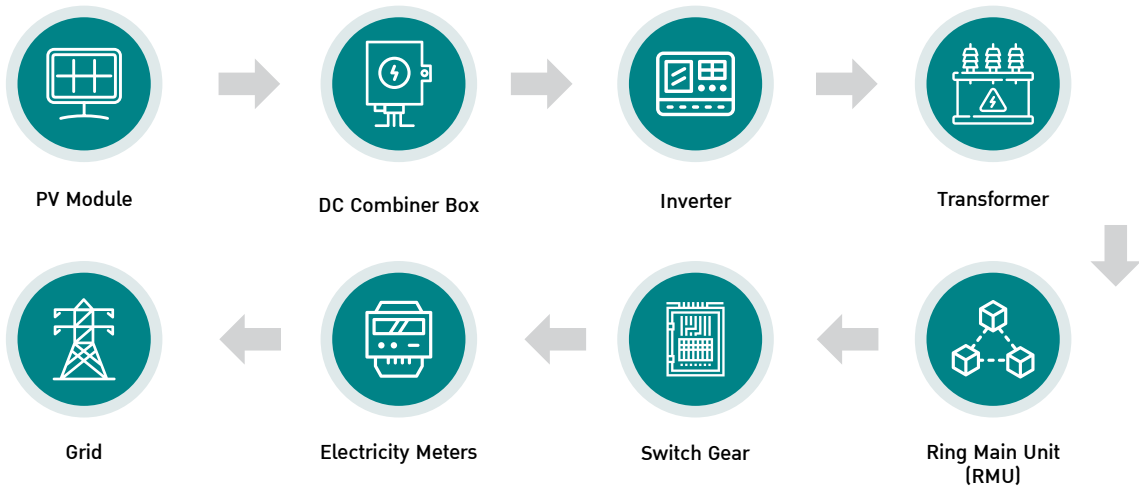 PV Module
DC Combiner Box
Inverter
Transformer
Grid
Electricity Meters
Switch Gear
Ring Main Unit
(RMU)